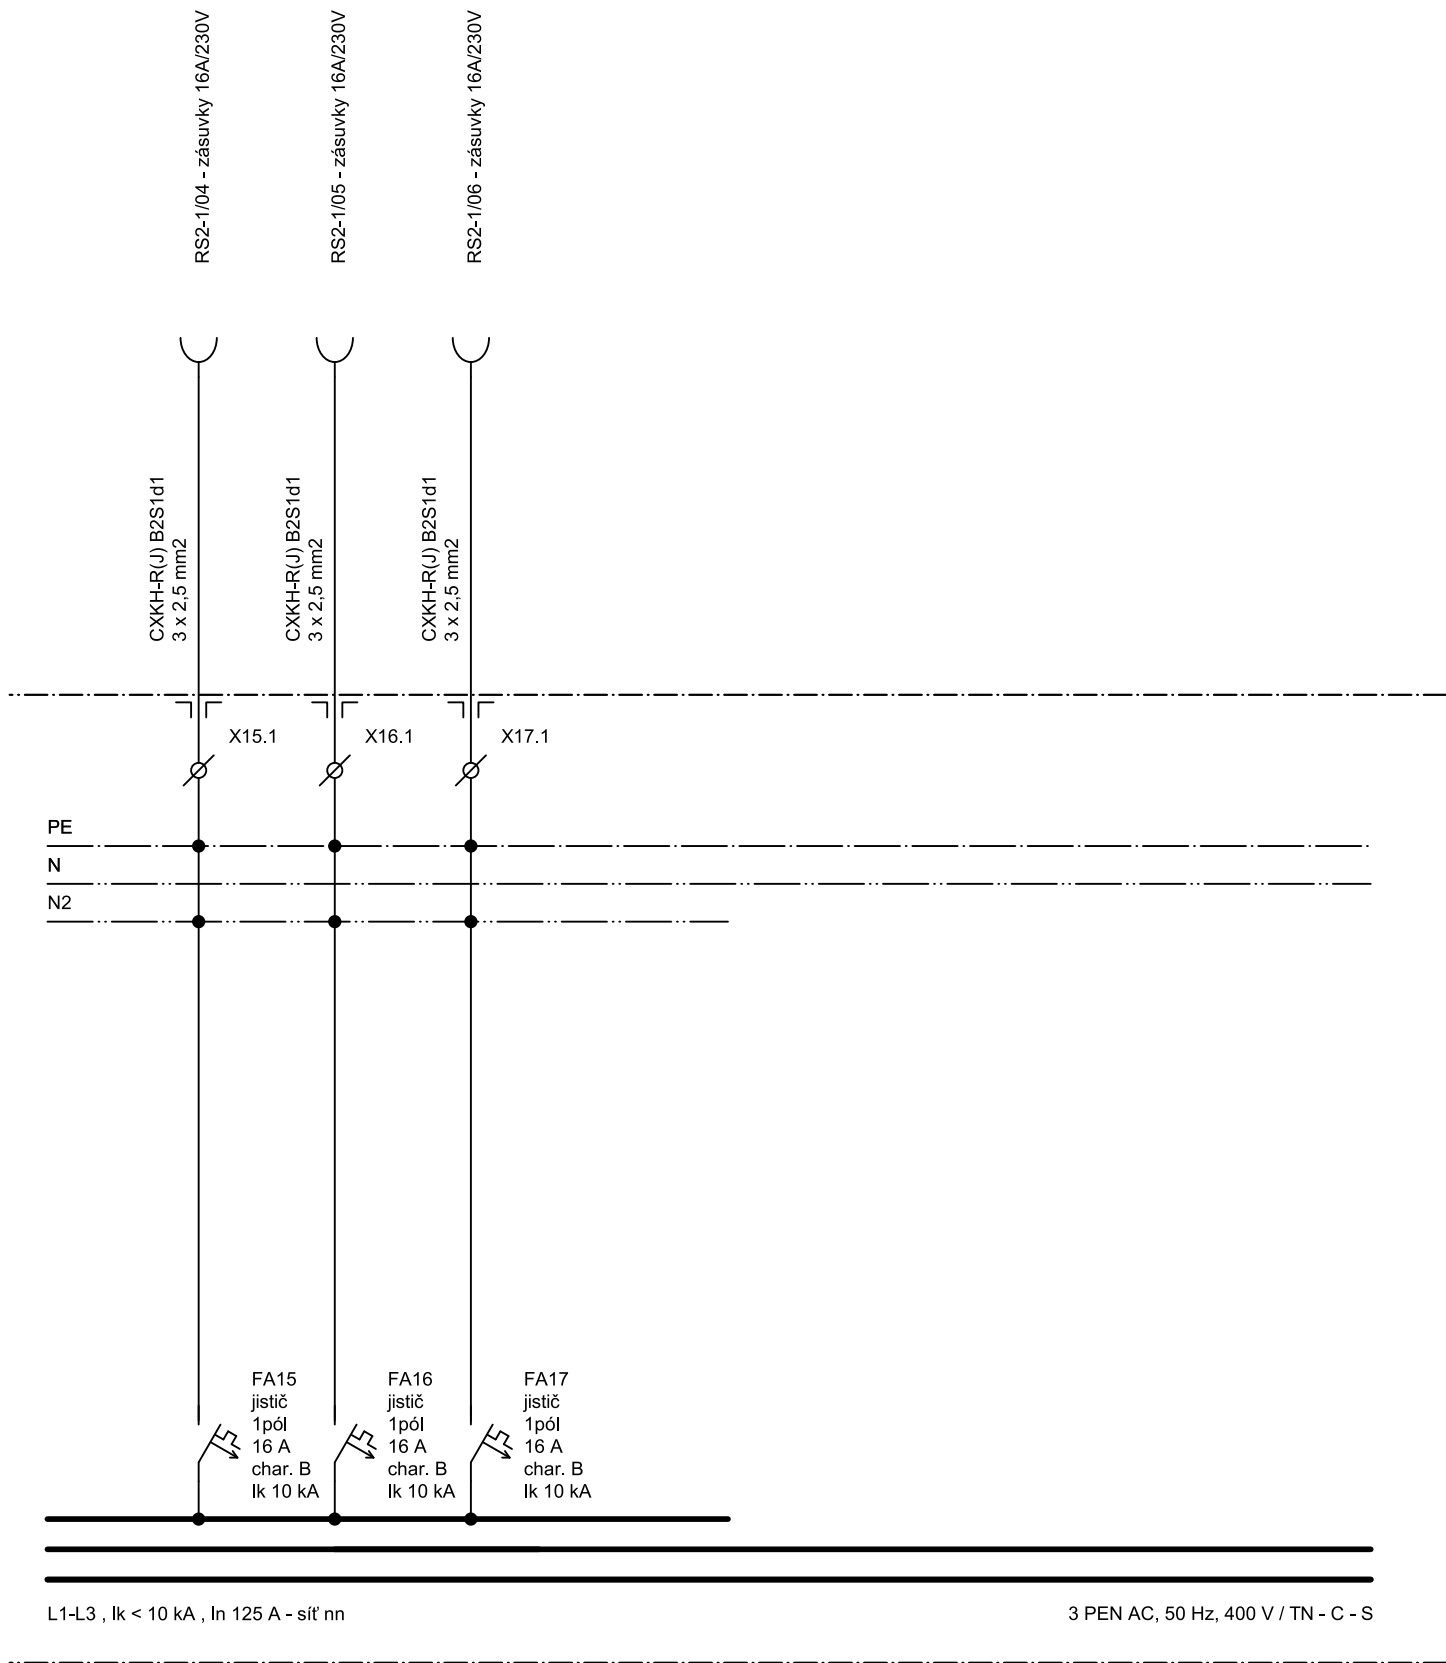 RS2-1/04 - zásuvky 16A/230V
RS2-1/05 - zásuvky 16A/230V
RS2-1/06 - zásuvky 16A/230V
CXKH-R(J) B2S1d1
3 x 2,5 mm2
CXKH-R(J) B2S1d1
3 x 2,5 mm2
CXKH-R(J) B2S1d1
3 x 2,5 mm2
X15.1
X16.1
X17.1
PE
N
N2
FA15
jistič
1pól
16 A
char. B
Ik 10 kA
FA16
jistič
1pól
16 A
char. B
Ik 10 kA
FA17
jistič
1pól
16 A
char. B
Ik 10 kA
L1-L3 , Ik < 10 kA , In 125 A - síť nn
3 PEN AC, 50 Hz, 400 V / TN - C - S